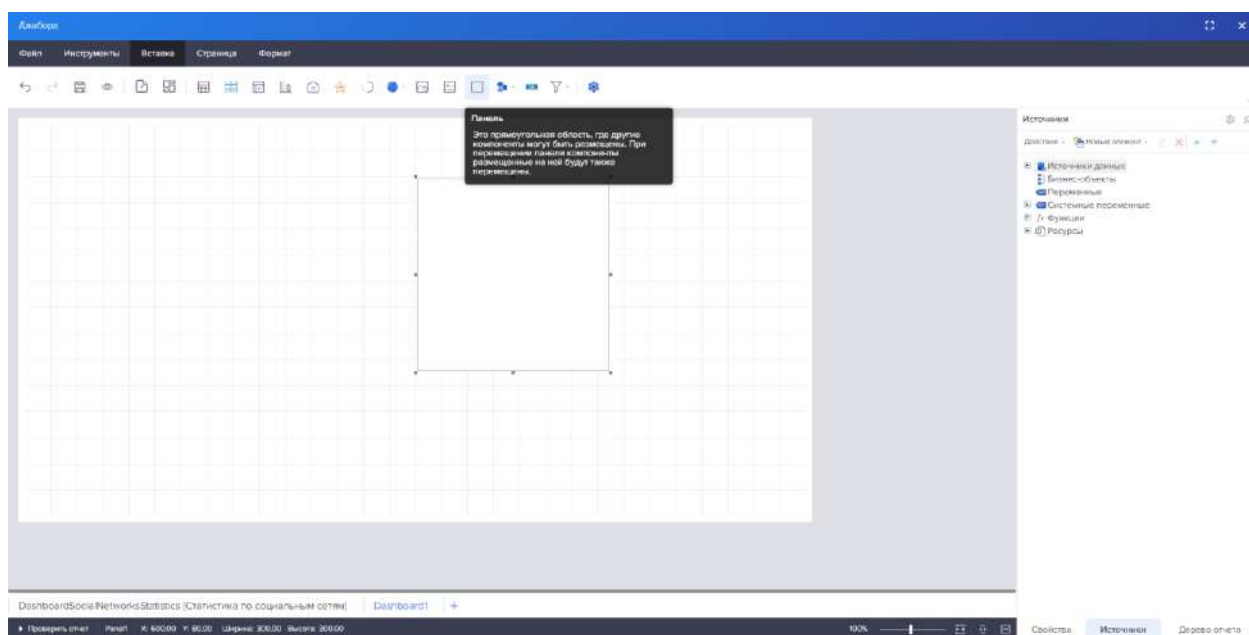 Дашборд
Файл Инструменты Вставка Страница Формат
Панель
Это прямоугольная область, где другие
компоненты могут быть размещены. При
перемещении панели компоненты
размещенные на ней будут также
перемещены.
Источники
Действия Новый элемент
Источники данных
Бизнес-объекты
Переменные
Системные переменные
Функции
Ресурсы
DashboardSocialNetworksStatistics [Статистика по социальным сетям] Dashboard1 +
Проверить отчет Panel1 X: 600,00 Y: 90,00 Ширина: 300,00 Высота: 300,00 100%
Свойства Источники Дерево отчета